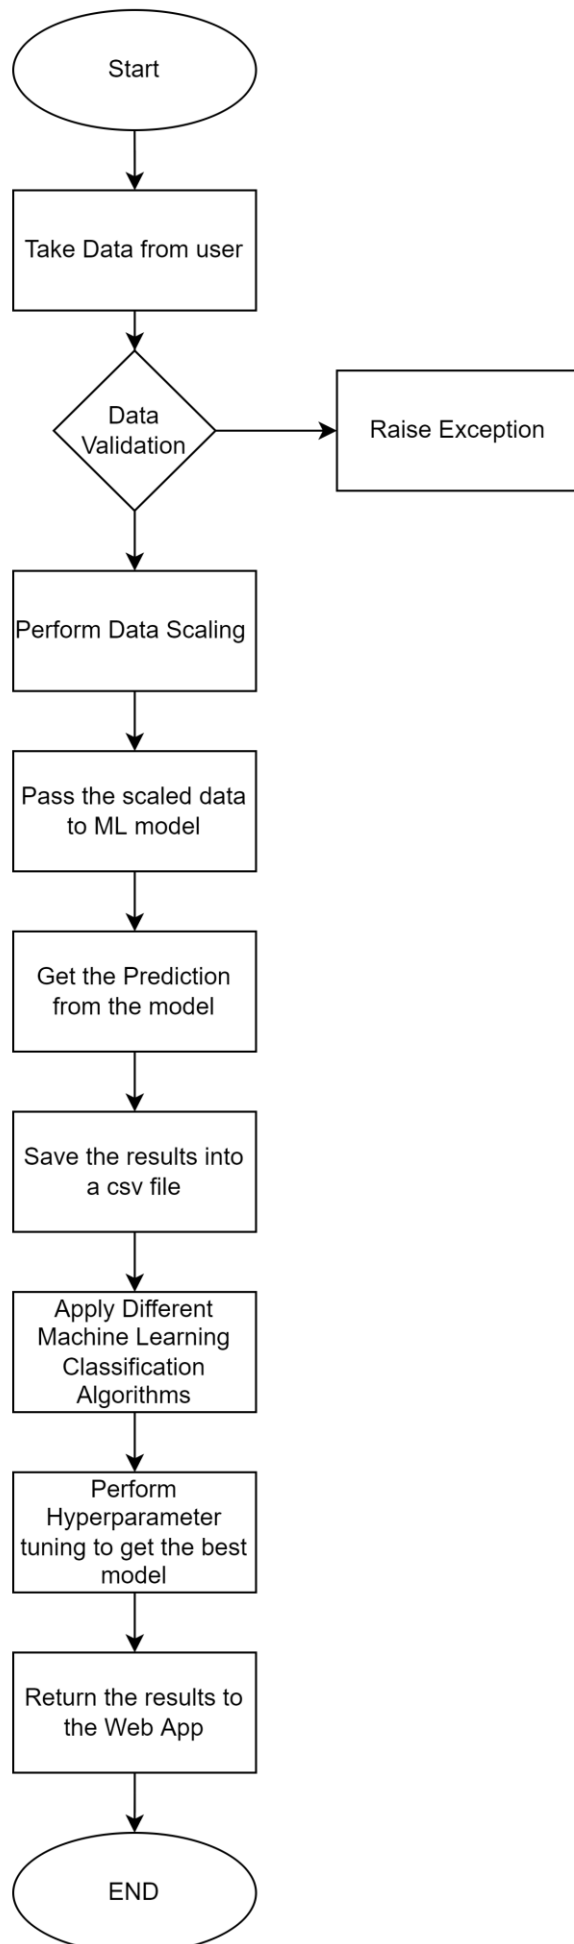 Start
Take Data from user
Data
Validation
Raise Exception
Perform Data Scaling
Pass the scaled data
to ML model
Get the Prediction
from the model
Save the results into
a csv file
Apply Different
Machine Learning
Classification
Algorithms
Perform
Hyperparameter
tuning to get the best
model
Return the results to
the Web App
END